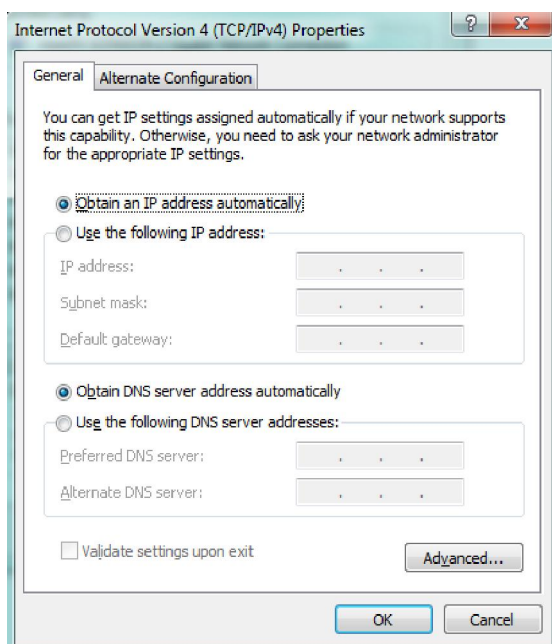 Internet Protocol Version 4 (TCP/IPv4) Properties
?
x
General
Alternate Configuration
You can get IP settings assigned automatically if your network supports
this capability. Otherwise, you need to ask your network administrator
for the appropriate IP settings.
Obtain an IP address automatically
Use the following IP address:
IP address:
. . .
Subnet mask:
. . .
Default gateway:
. . .
Obtain DNS server address automatically
Use the following DNS server addresses:
Preferred DNS server:
. . .
Alternate DNS server:
. . .
Validate settings upon exit
Advanced...
OK
Cancel